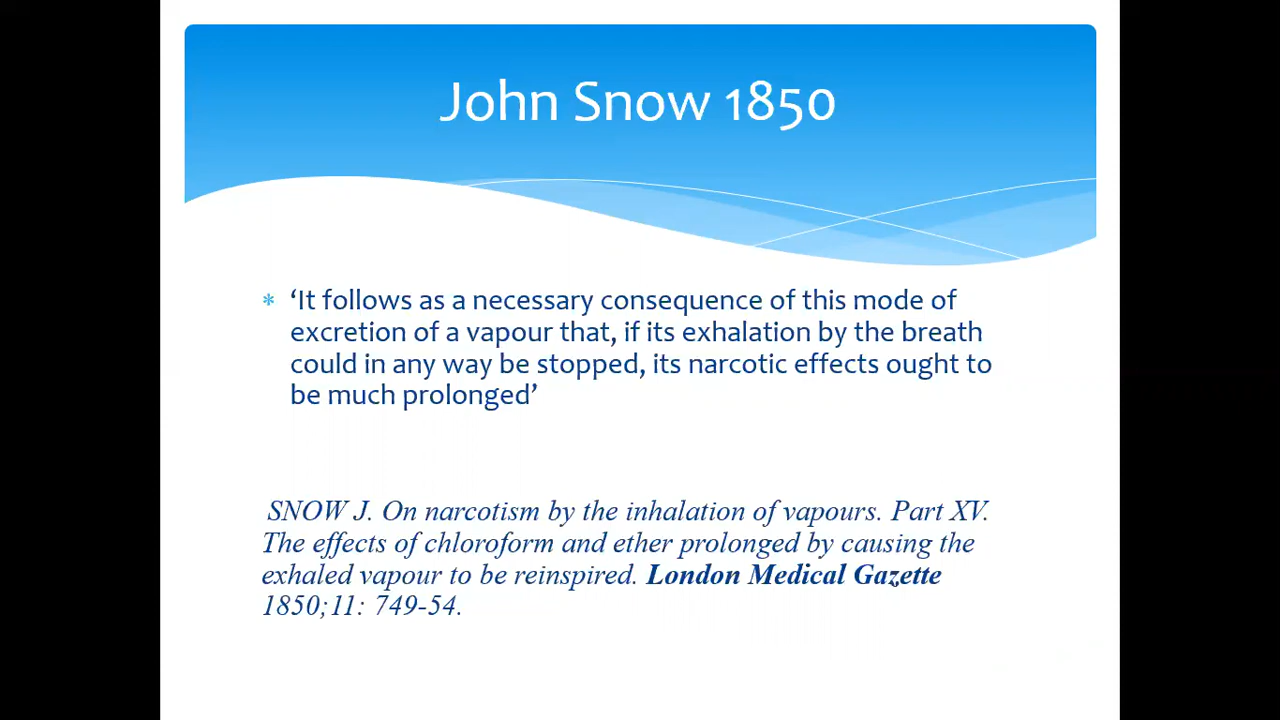 John Snow 1850
* ‘It follows as a necessary consequence of this mode of
excretion of a vapour that, if its exhalation by the breath
could in any way be stopped, its narcotic effects ought to
be much prolonged’
SNOW J. On narcotism by the inhalation of vapours. Part XV.
The effects of chloroform and ether prolonged by causing the
exhaled vapour to be reinspired. London Medical Gazette
1850;11: 749-54.